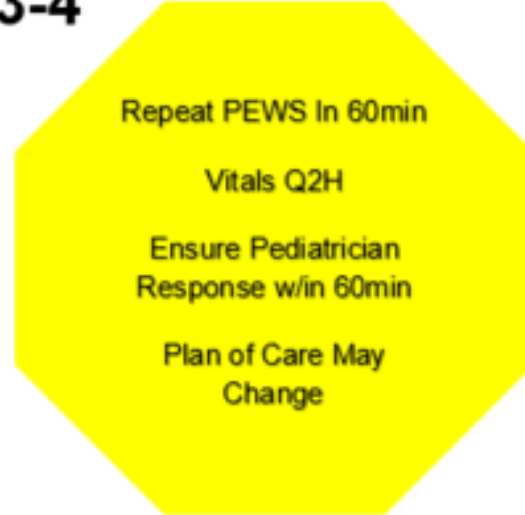 3-4
Repeat PEWS In 60min
Vitals Q2H
Ensure Pediatrician
Response w/in 60min
Plan of Care May
Change